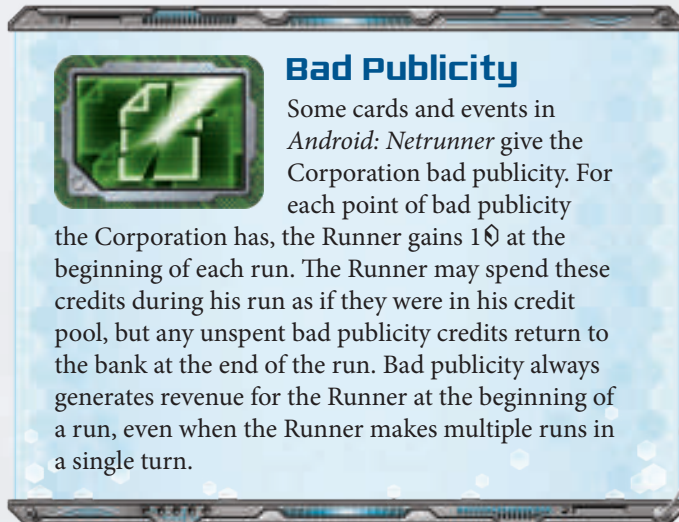 Bad Publicity
Some cards and events in
Android: Netrunner give the
Corporation bad publicity. For
each point of bad publicity
the Corporation has, the Runner gains 1 at the
beginning of each run. The Runner may spend these
credits during his run as if they were in his credit
pool, but any unspent bad publicity credits return to
the bank at the end of the run. Bad publicity always
generates revenue for the Runner at the beginning of
a run, even when the Runner makes multiple runs in
a single turn.